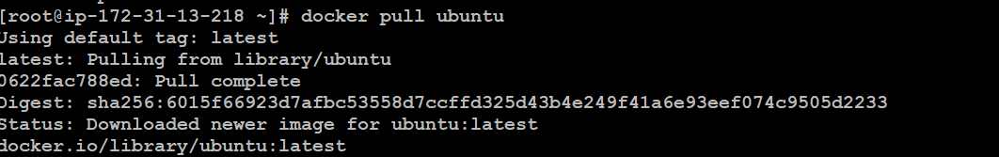 [root@ip-172-31-13-218 ~]# docker pull ubuntu
Using default tag: latest
latest: Pulling from library/ubuntu
0622fac788ed: Pull complete
Digest: sha256:6015f66923d7afbc53558d7ccffd325d43b4e249f41a6e93eef074c9505d2233
Status: Downloaded newer image for ubuntu:latest
docker.io/library/ubuntu:latest